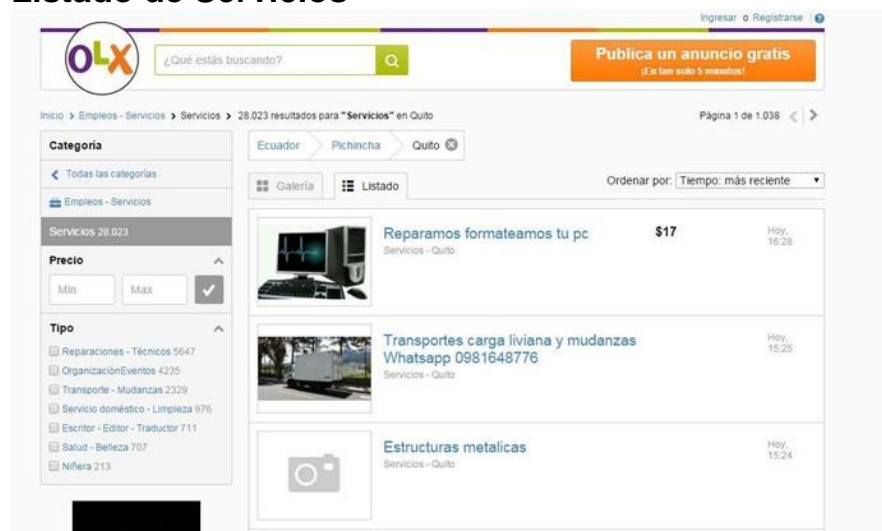 Listado de Servicios
Ingresar o Registrarse
OLX
¿Qué estás buscando?
Publica un anuncio gratis
¡En tan solo 5 minutos!
Inicio > Empleos - Servicios > Servicios > 28.023 resultados para "Servicios" en Quito
Página 1 de 1.038
Categoría
Todas las categorías
Empleos - Servicios
Servicios 28.023
Precio
Min Max
Tipo
Reparaciones - Técnicos 5647
OrganizaciónEventos 4235
Transporte - Mudanzas 2329
Servicio doméstico - Limpieza 976
Escritor - Editor - Traductor 711
Salud - Belleza 707
Niñera 213
Ecuador Pichincha Quito
Galería Listado
Ordenar por: Tiempo: más reciente
Reparamos formateamos tu pc
Servicios - Quito
$17
Hoy,
16:28
Transportes carga liviana y mudanzas
Whatsapp 0981648776
Servicios - Quito
Hoy,
15:25
Estructuras metalicas
Servicios - Quito
Hoy,
15:24